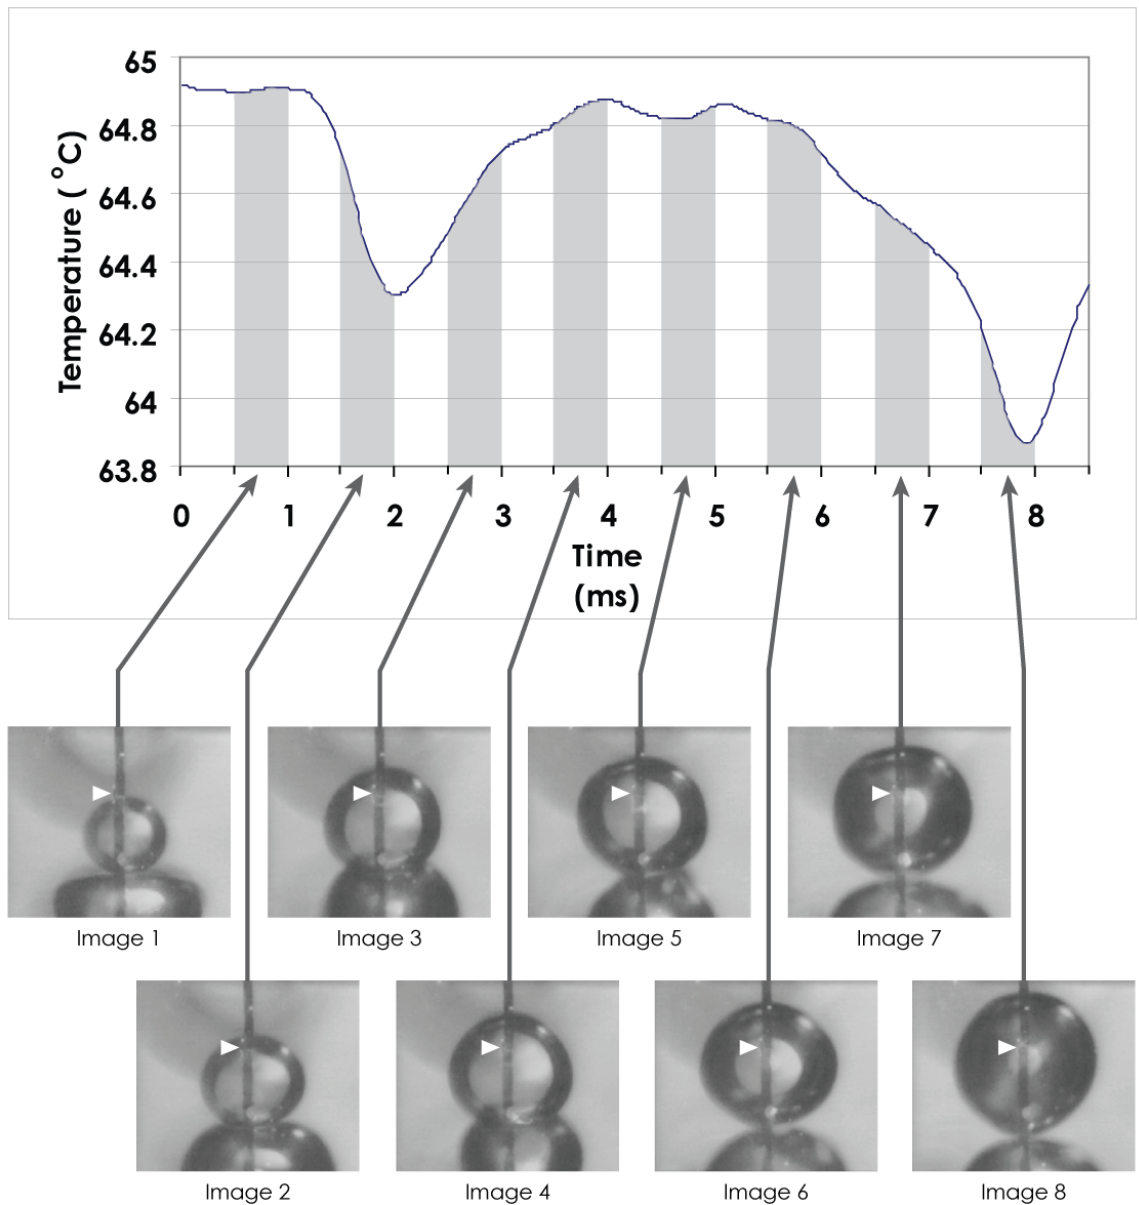 65
64.8
64.6
64.4
64.2
64
63.8
Temperature (°C)
0 1 2 3 4 5 6 7 8
Time
(ms)
Image 1
Image 3
Image 5
Image 7
Image 2
Image 4
Image 6
Image 8